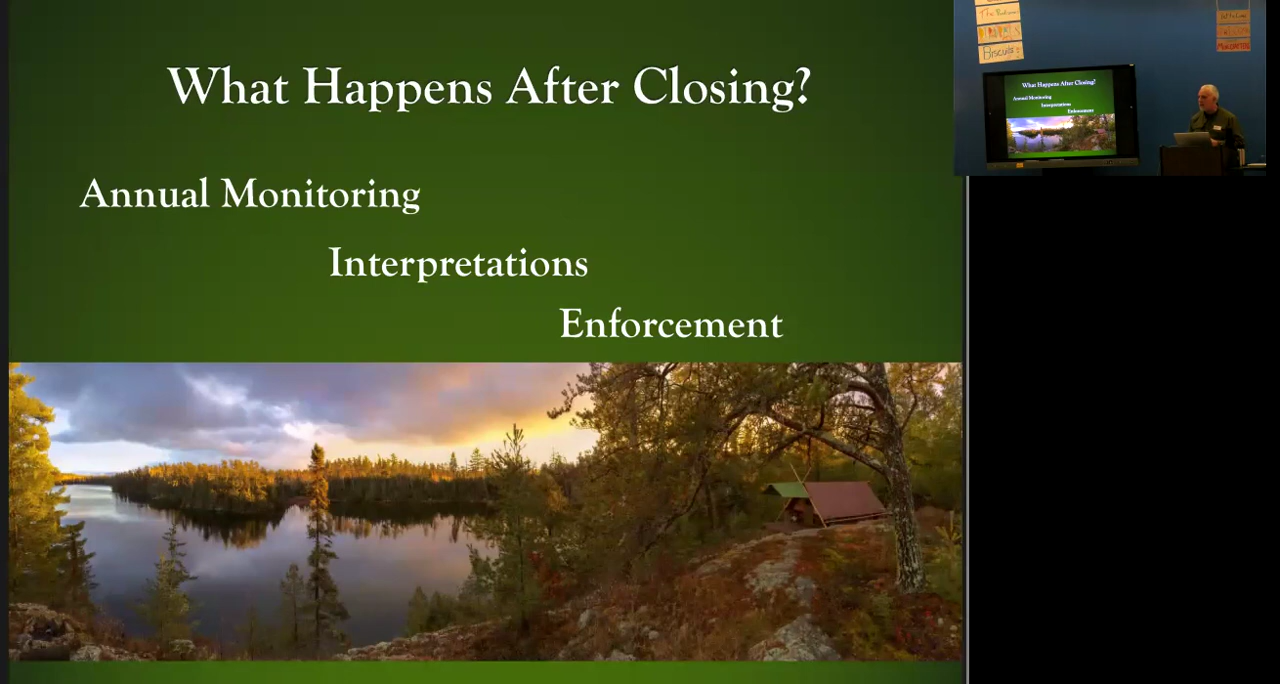 What Happens After Closing?
Annual Monitoring
Interpretations
Enforcement
What Happens After Closing?
Annual Monitoring
Interpretations
Enforcement
Biscuits